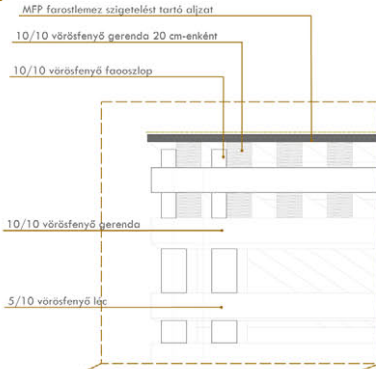 MFP farostlemez szigetelést tartó aljzat
10/10 vörösfenyő gerenda 20 cm-enként
10/10 vörösfenyő faooszlop
10/10 vörösfenyő gerenda
5/10 vörösfenyő léc